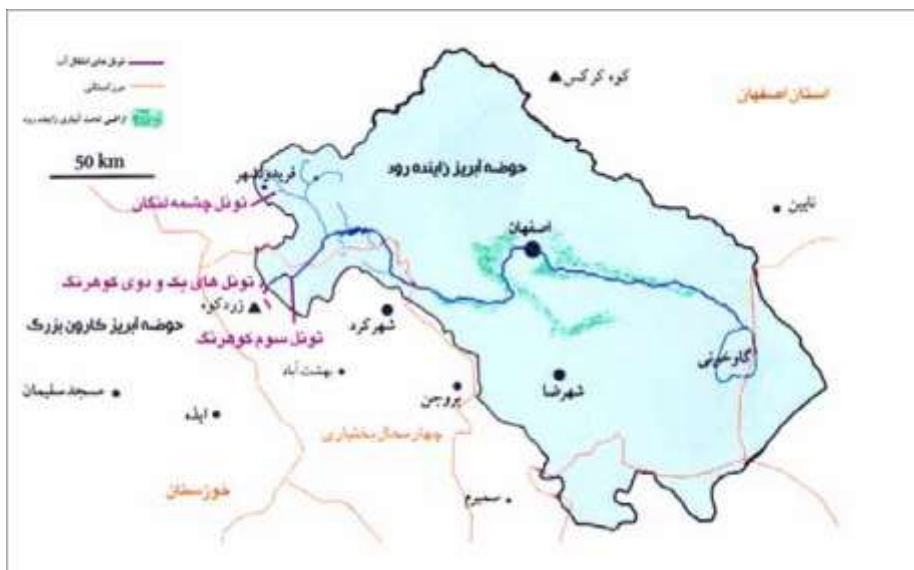 تونل های انتقال آب
مرز استانی
اراضی تحت آبیاری زاینده رود
50 km
کوه کرکس
استان اصفهان
حوضه آبریز زاینده رود
فریدونشهر
تونل چشمه لنگان
نایین
اصفهان
تونل های یک و دوی کوهرنگ
زردکوه
حوضه آبریز کارون بزرگ
شهرکرد
تونل سوم کوهرنگ
گاوخونی
بهشت آباد
شهرضا
مسجد سلیمان
بروجن
ایذه
چهارمحال بختیاری
خوزستان
سمیرم